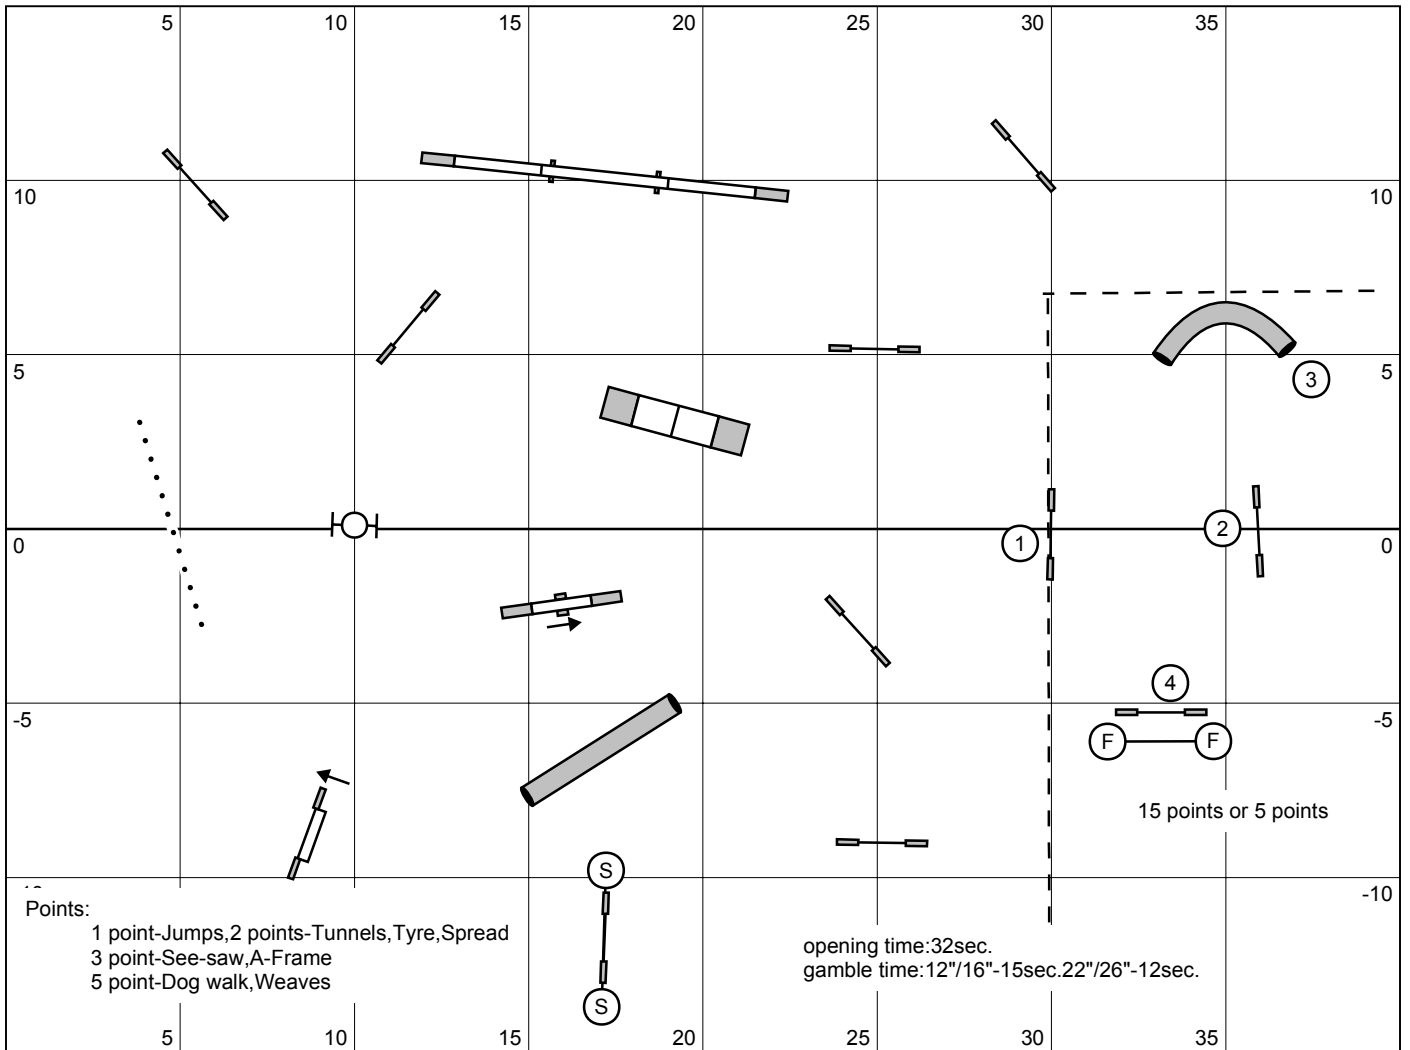 5 10 15 20 25 30 35
10 10
5 3 5
1 2
0 0
4
-5 -5
F F
15 points or 5 points
S
-10
Points:
1 point-Jumps,2 points-Tunnels,Tyre,Spread
3 point-See-saw,A-Frame
5 point-Dog walk,Weaves
opening time:32sec.
gamble time:12"/16"-15sec.22"/26"-12sec.
S
5 10 15 20 25 30 35